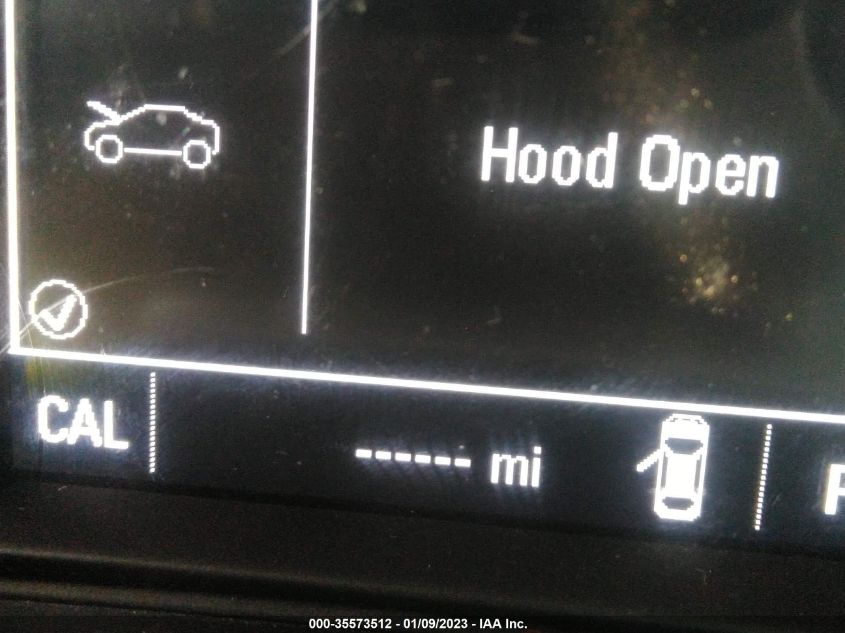 Hood Open
CAL
------ mi
000-35573512 - 01/09/2023 - IAA Inc.